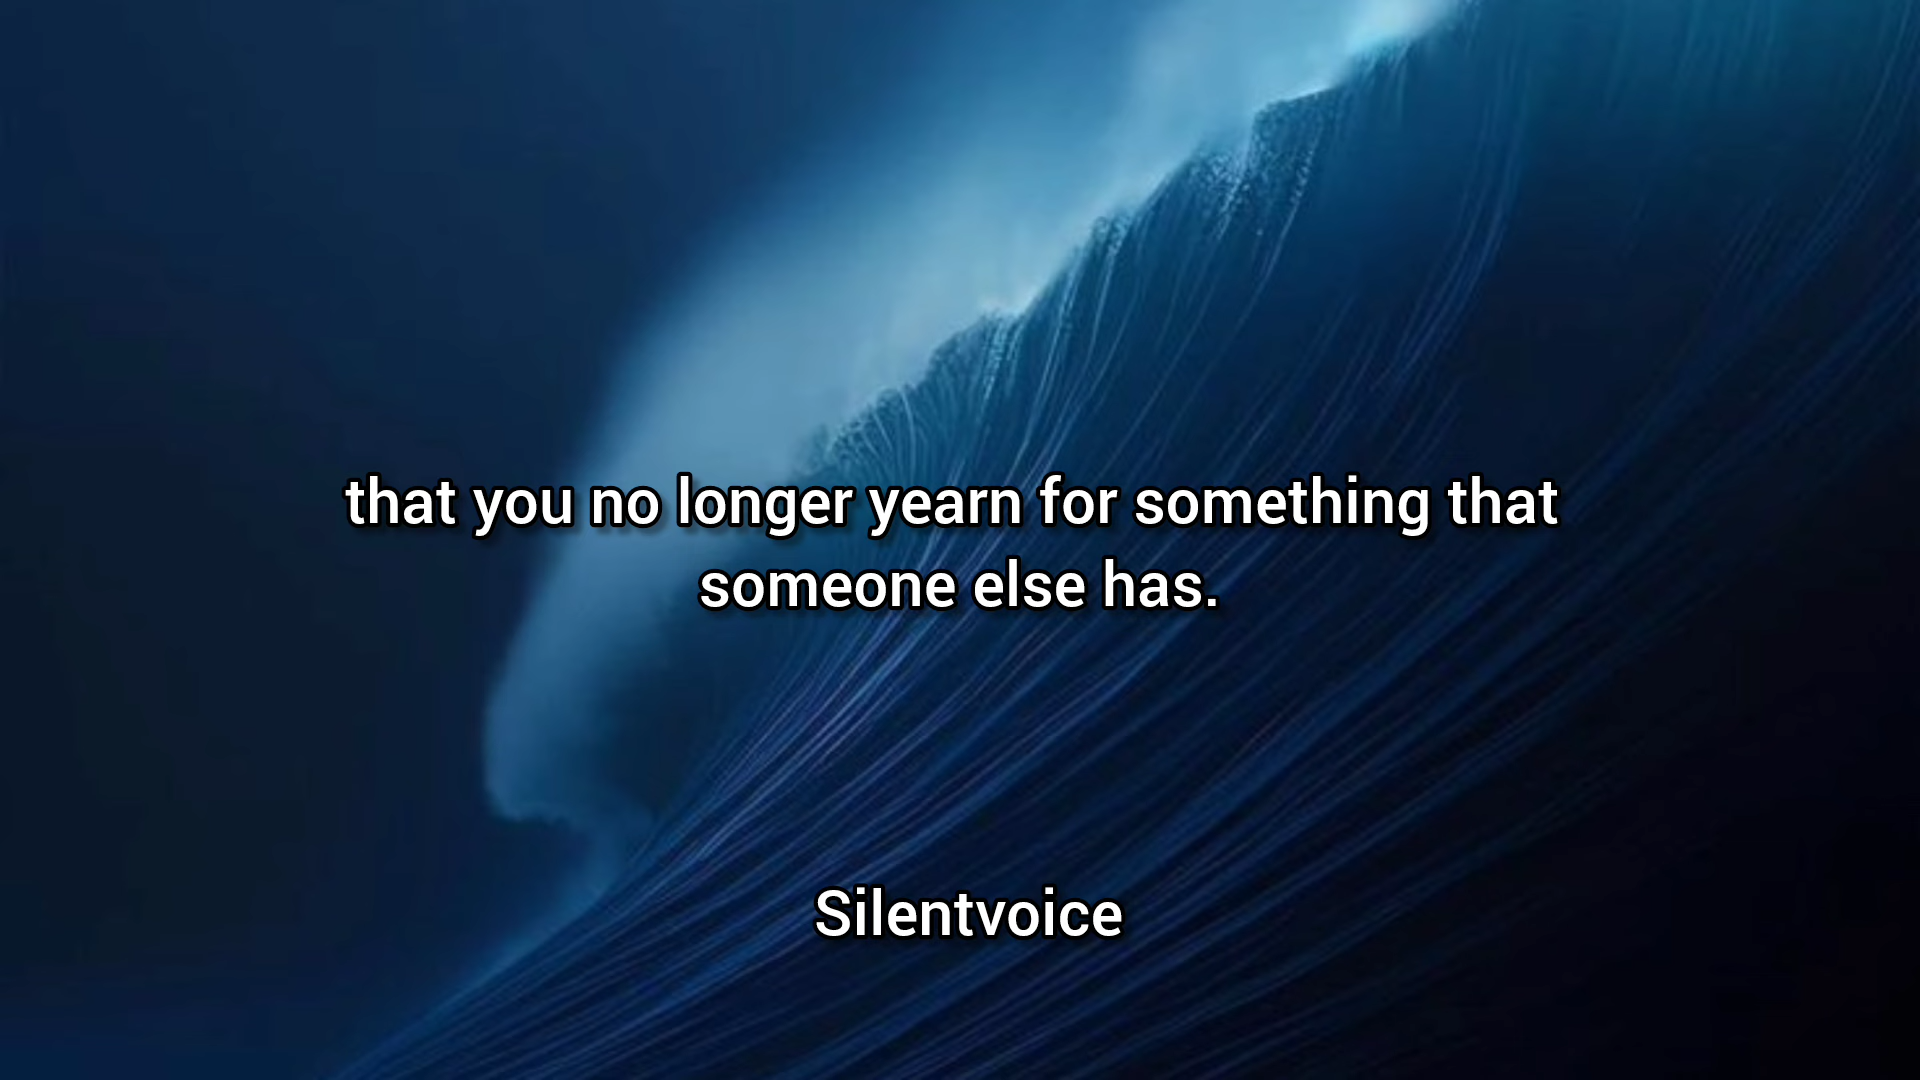 that you no longer yearn for something that
someone else has.
Silentvoice